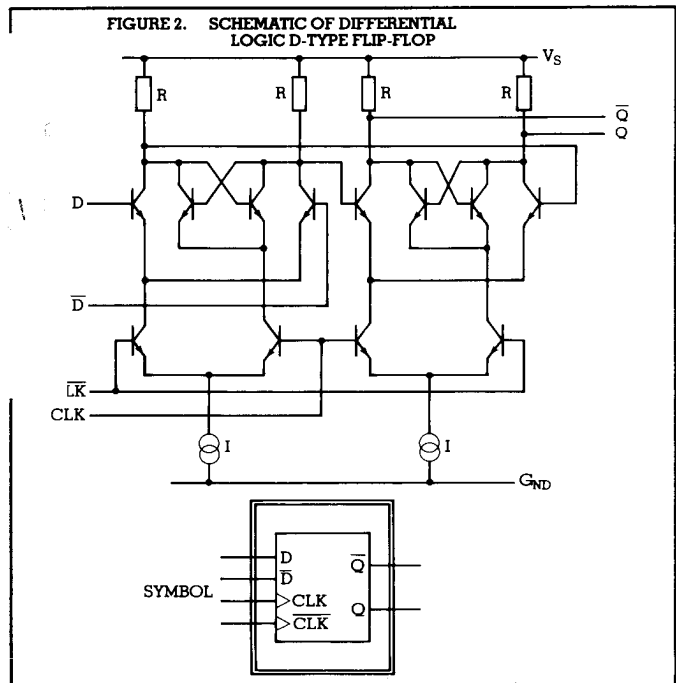 FIGURE 2. SCHEMATIC OF DIFFERENTIAL
LOGIC D-TYPE FLIP-FLOP
V_S
R R R R
Q̅
Q
D
D̅
L̅K̅
CLK
I I
G_ND
SYMBOL
D
D̅
CLK
C̅L̅K̅
Q̅
Q